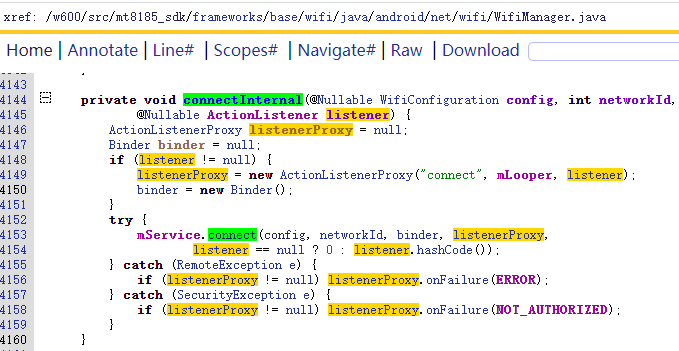 xref: /w600/src/mt8185_sdk/frameworks/base/wifi/java/android/net/wifi/WifiManager.java
Home | Annotate | Line# | Scopes# | Navigate# | Raw | Download
4143
4144 private void connectInternal(@Nullable WifiConfiguration config, int networkId,
4145 @Nullable ActionListener listener) {
4146 ActionListenerProxy listenerProxy = null;
4147 Binder binder = null;
4148 if (listener != null) {
4149 listenerProxy = new ActionListenerProxy("connect", mLooper, listener);
4150 binder = new Binder();
4151 }
4152 try {
4153 mService.connect(config, networkId, binder, listenerProxy,
4154 listener == null ? 0 : listener.hashCode());
4155 } catch (RemoteException e) {
4156 if (listenerProxy != null) listenerProxy.onFailure(ERROR);
4157 } catch (SecurityException e) {
4158 if (listenerProxy != null) listenerProxy.onFailure(NOT_AUTHORIZED);
4159 }
4160 }